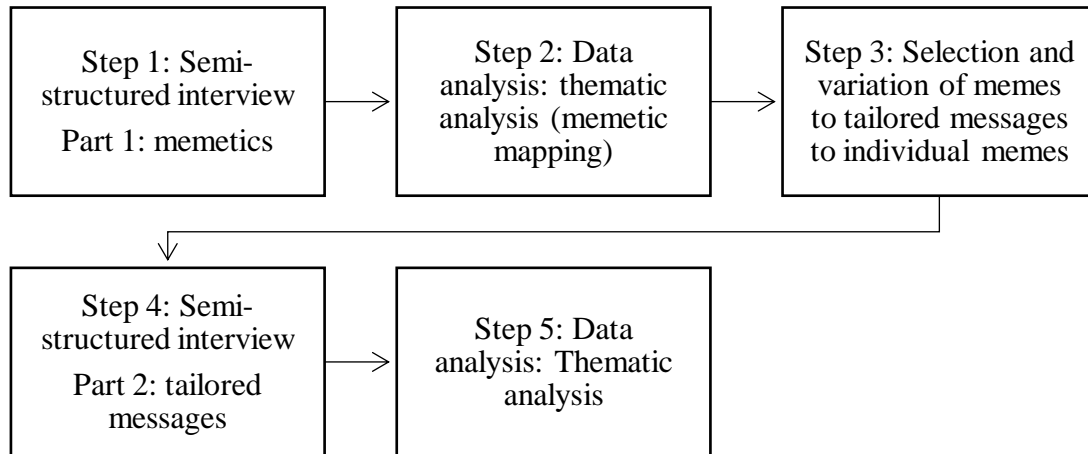 Step 1: Semi-
structured interview
Part 1: memetics
Step 2: Data
analysis: thematic
analysis (memetic
mapping)
Step 3: Selection and
variation of memes
to tailored messages
to individual memes
Step 4: Semi-
structured interview
Part 2: tailored
messages
Step 5: Data
analysis: Thematic
analysis